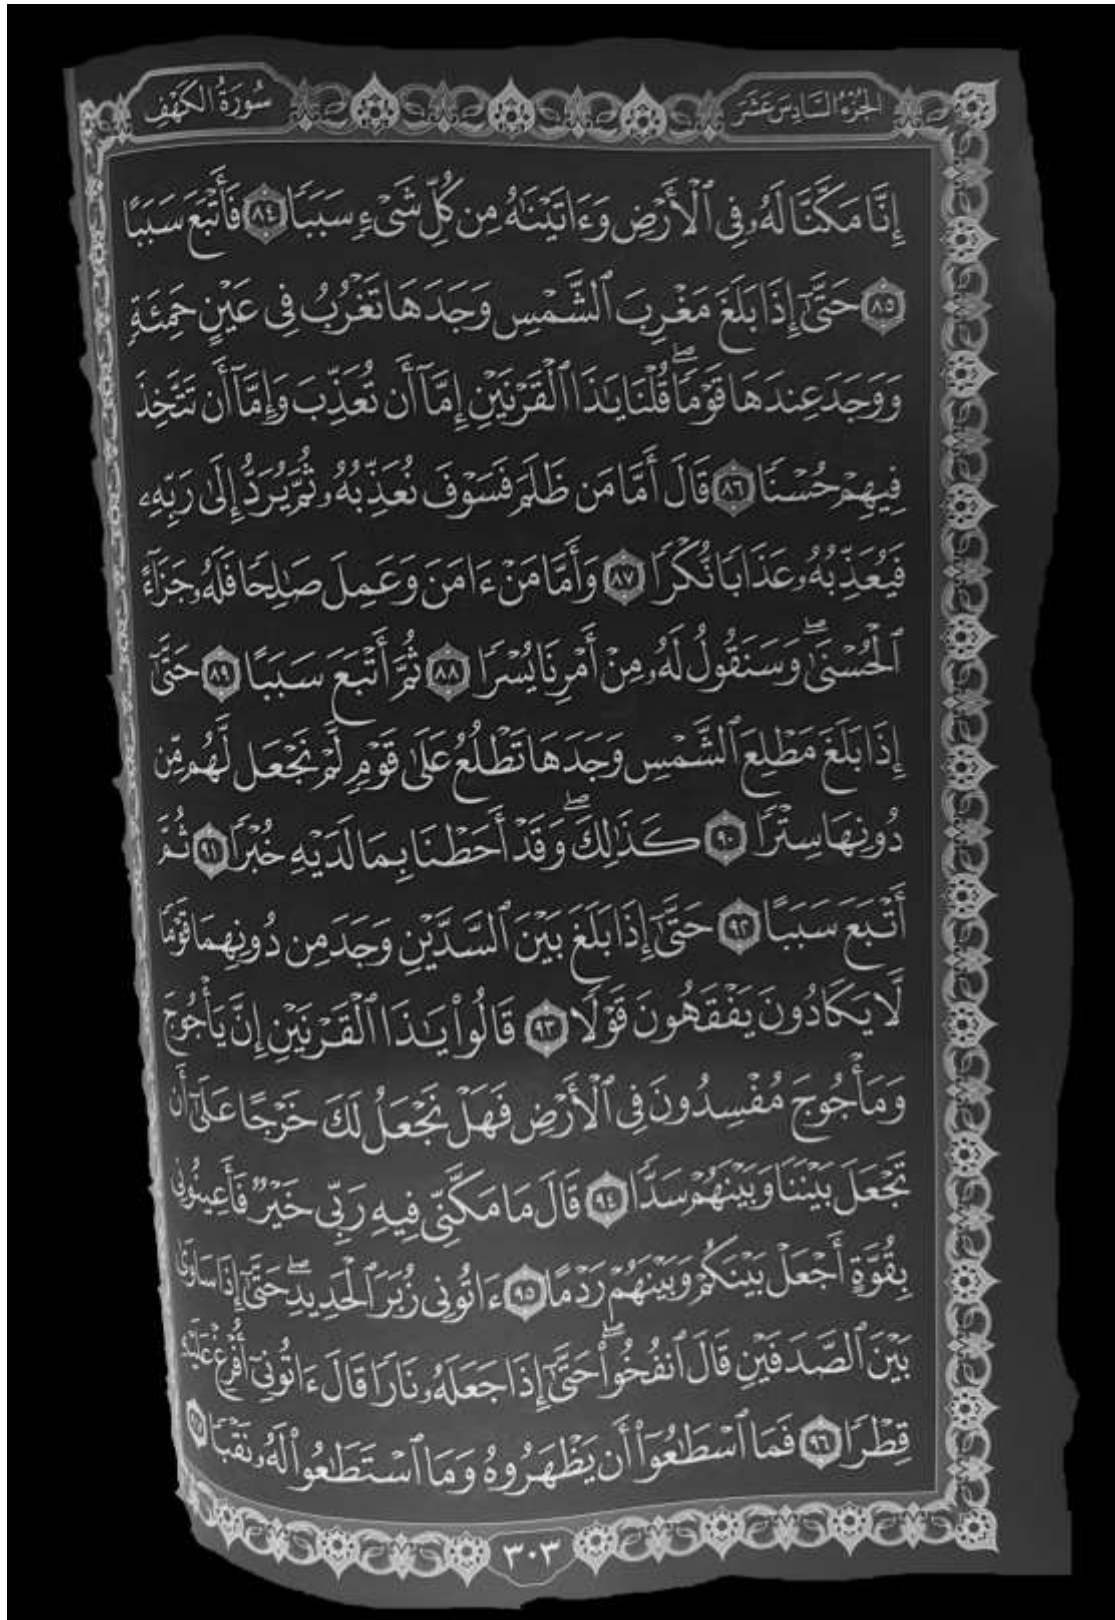 الجُزْءُ السَّادِسَ عَشَرَ
سُورَةُ الكَهْفِ
إِنَّا مَكَّنَّا لَهُۥ فِى ٱلْأَرْضِ وَءَاتَيْنَٰهُ مِن كُلِّ شَىْءٍ سَبَبًا ٨٤ فَأَتْبَعَ سَبَبًا
٨٥ حَتَّىٰٓ إِذَا بَلَغَ مَغْرِبَ ٱلشَّمْسِ وَجَدَهَا تَغْرُبُ فِى عَيْنٍ حَمِئَةٍ
وَوَجَدَ عِندَهَا قَوْمًاۖ قُلْنَا يَٰذَا ٱلْقَرْنَيْنِ إِمَّآ أَن تُعَذِّبَ وَإِمَّآ أَن تَتَّخِذَ
فِيهِمْ حُسْنًا ٨٦ قَالَ أَمَّا مَن ظَلَمَ فَسَوْفَ نُعَذِّبُهُۥ ثُمَّ يُرَدُّ إِلَىٰ رَبِّهِۦ
فَيُعَذِّبُهُۥ عَذَابًا نُّكْرًا ٨٧ وَأَمَّا مَنْ ءَامَنَ وَعَمِلَ صَٰلِحًا فَلَهُۥ جَزَآءً
ٱلْحُسْنَىٰۖ وَسَنَقُولُ لَهُۥ مِنْ أَمْرِنَا يُسْرًا ٨٨ ثُمَّ أَتْبَعَ سَبَبًا ٨٩ حَتَّىٰٓ
إِذَا بَلَغَ مَطْلِعَ ٱلشَّمْسِ وَجَدَهَا تَطْلُعُ عَلَىٰ قَوْمٍ لَّمْ نَجْعَل لَّهُم مِّن
دُونِهَا سِتْرًا ٩٠ كَذَٰلِكَۖ وَقَدْ أَحَطْنَا بِمَا لَدَيْهِ خُبْرًا ٩١ ثُمَّ
أَتْبَعَ سَبَبًا ٩٢ حَتَّىٰٓ إِذَا بَلَغَ بَيْنَ ٱلسَّدَّيْنِ وَجَدَ مِن دُونِهِمَا قَوْمًا
لَّا يَكَادُونَ يَفْقَهُونَ قَوْلًا ٩٣ قَالُوا۟ يَٰذَا ٱلْقَرْنَيْنِ إِنَّ يَأْجُوجَ
وَمَأْجُوجَ مُفْسِدُونَ فِى ٱلْأَرْضِ فَهَلْ نَجْعَلُ لَكَ خَرْجًا عَلَىٰٓ أَن
تَجْعَلَ بَيْنَنَا وَبَيْنَهُمْ سَدًّا ٩٤ قَالَ مَا مَكَّنِّى فِيهِ رَبِّى خَيْرٌ فَأَعِينُونِى
بِقُوَّةٍ أَجْعَلْ بَيْنَكُمْ وَبَيْنَهُمْ رَدْمًا ٩٥ ءَاتُونِى زُبَرَ ٱلْحَدِيدِۖ حَتَّىٰٓ إِذَا سَاوَىٰ
بَيْنَ ٱلصَّدَفَيْنِ قَالَ ٱنفُخُوا۟ۖ حَتَّىٰٓ إِذَا جَعَلَهُۥ نَارًا قَالَ ءَاتُونِىٓ أُفْرِغْ عَلَيْهِ
قِطْرًا ٩٦ فَمَا ٱسْطَٰعُوٓا۟ أَن يَظْهَرُوهُ وَمَا ٱسْتَطَٰعُوا۟ لَهُۥ نَقْبًا ٩٧
٣٠٣